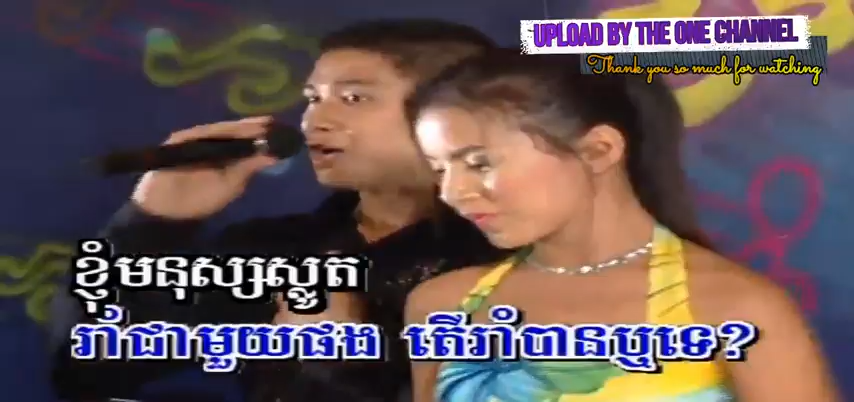 UPLOAD BY THE ONE CHANNEL
Thank you so much for watching
ខ្ញុំមនុស្សស្លូត
រាំជាមួយផង តើរាំបានឬទេ?